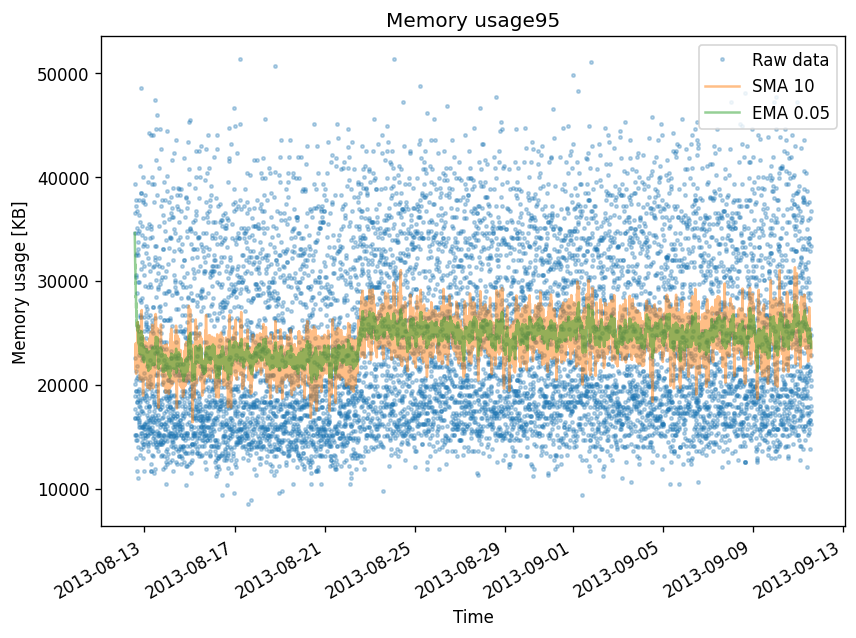 Memory usage95
Raw data
SMA 10
EMA 0.05
Memory usage [KB]
50000
40000
30000
20000
10000
2013-08-13
2013-08-17
2013-08-21
2013-08-25
2013-08-29
2013-09-01
2013-09-05
2013-09-09
2013-09-13
Time